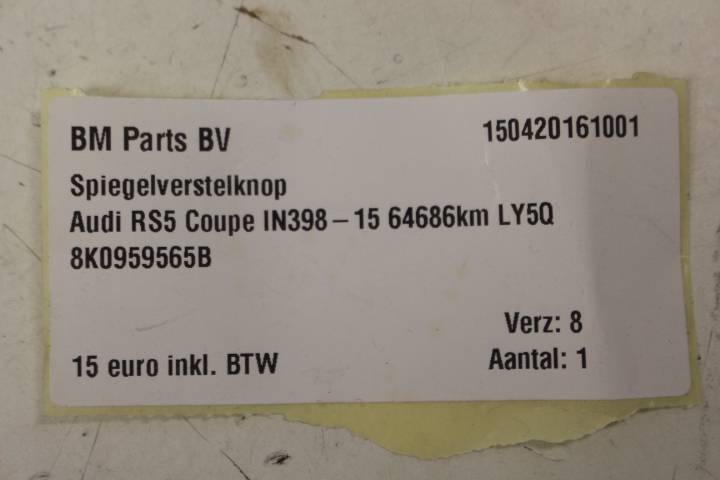 BM Parts BV
150420161001
Spiegelverstelknop
Audi RS5 Coupe IN398-15 64686km LY5Q
8K0959565B
Verz: 8
15 euro inkl. BTW
Aantal: 1